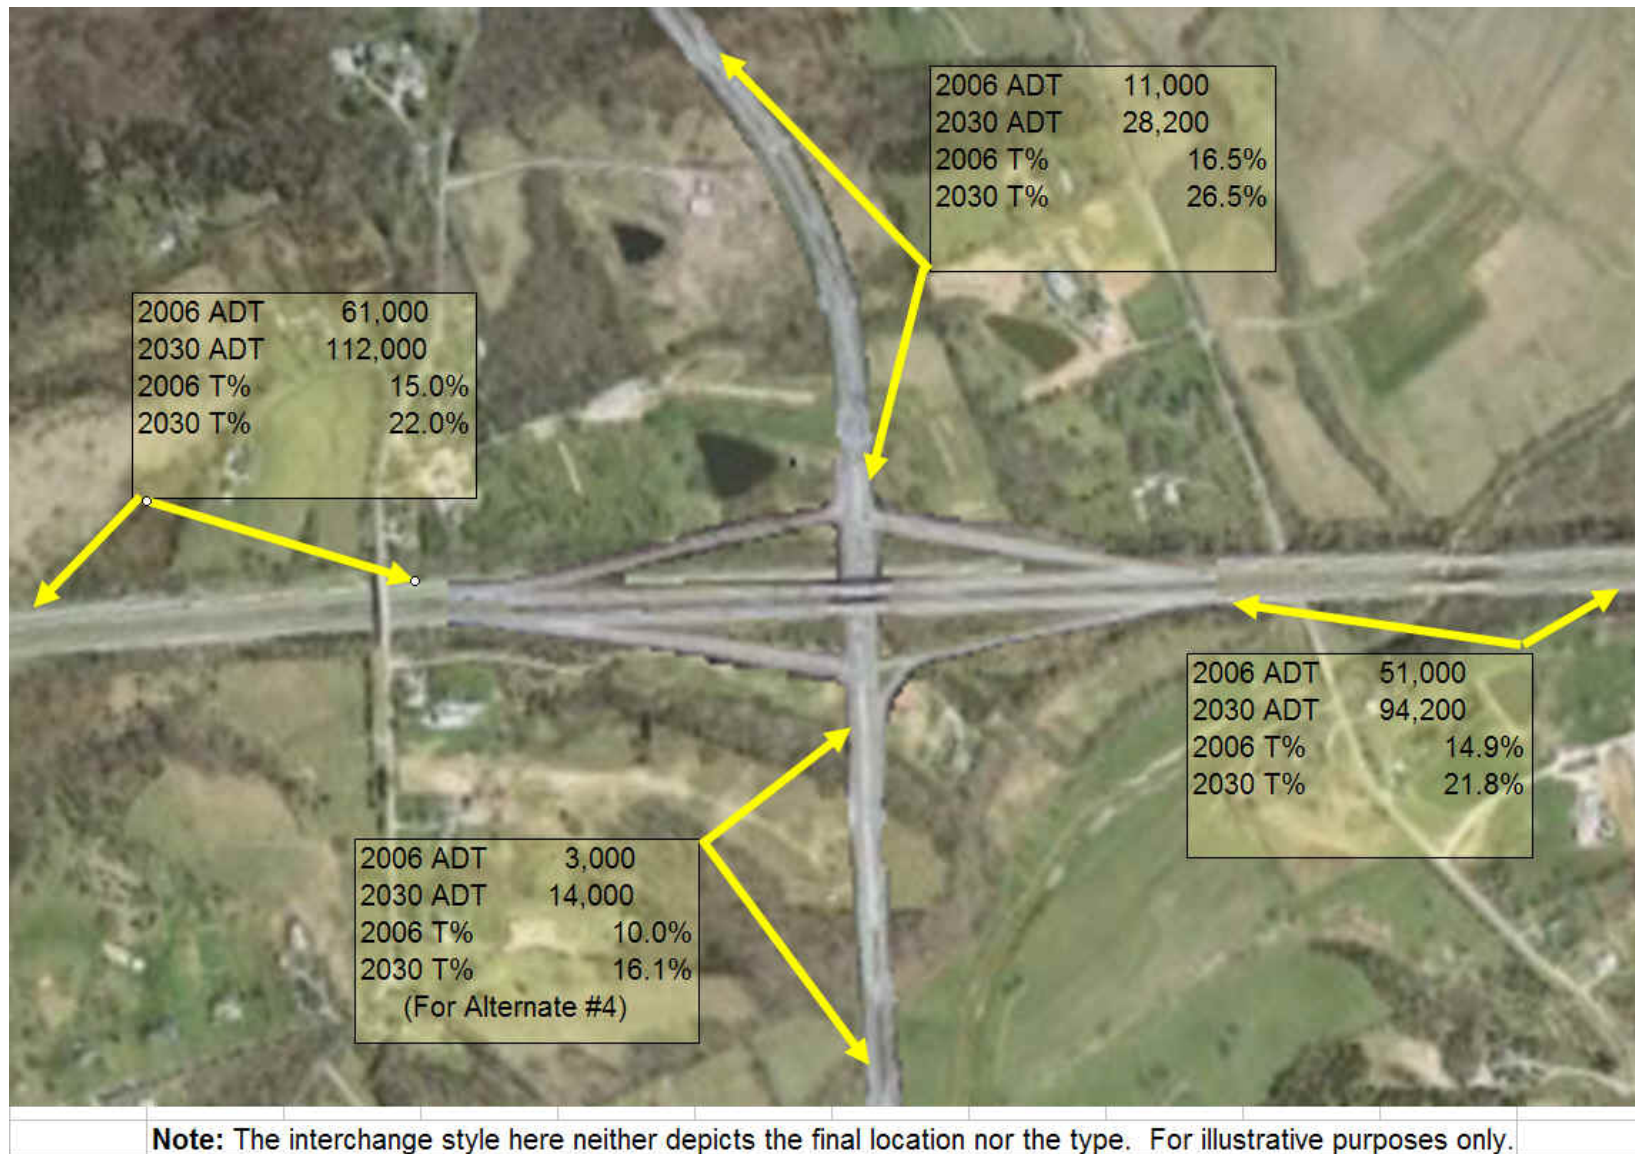 2006 ADT 11,000
2030 ADT 28,200
2006 T% 16.5%
2030 T% 26.5%
2006 ADT 61,000
2030 ADT 112,000
2006 T% 15.0%
2030 T% 22.0%
2006 ADT 51,000
2030 ADT 94,200
2006 T% 14.9%
2030 T% 21.8%
2006 ADT 3,000
2030 ADT 14,000
2006 T% 10.0%
2030 T% 16.1%
(For Alternate #4)
Note: The interchange style here neither depicts the final location nor the type. For illustrative purposes only.